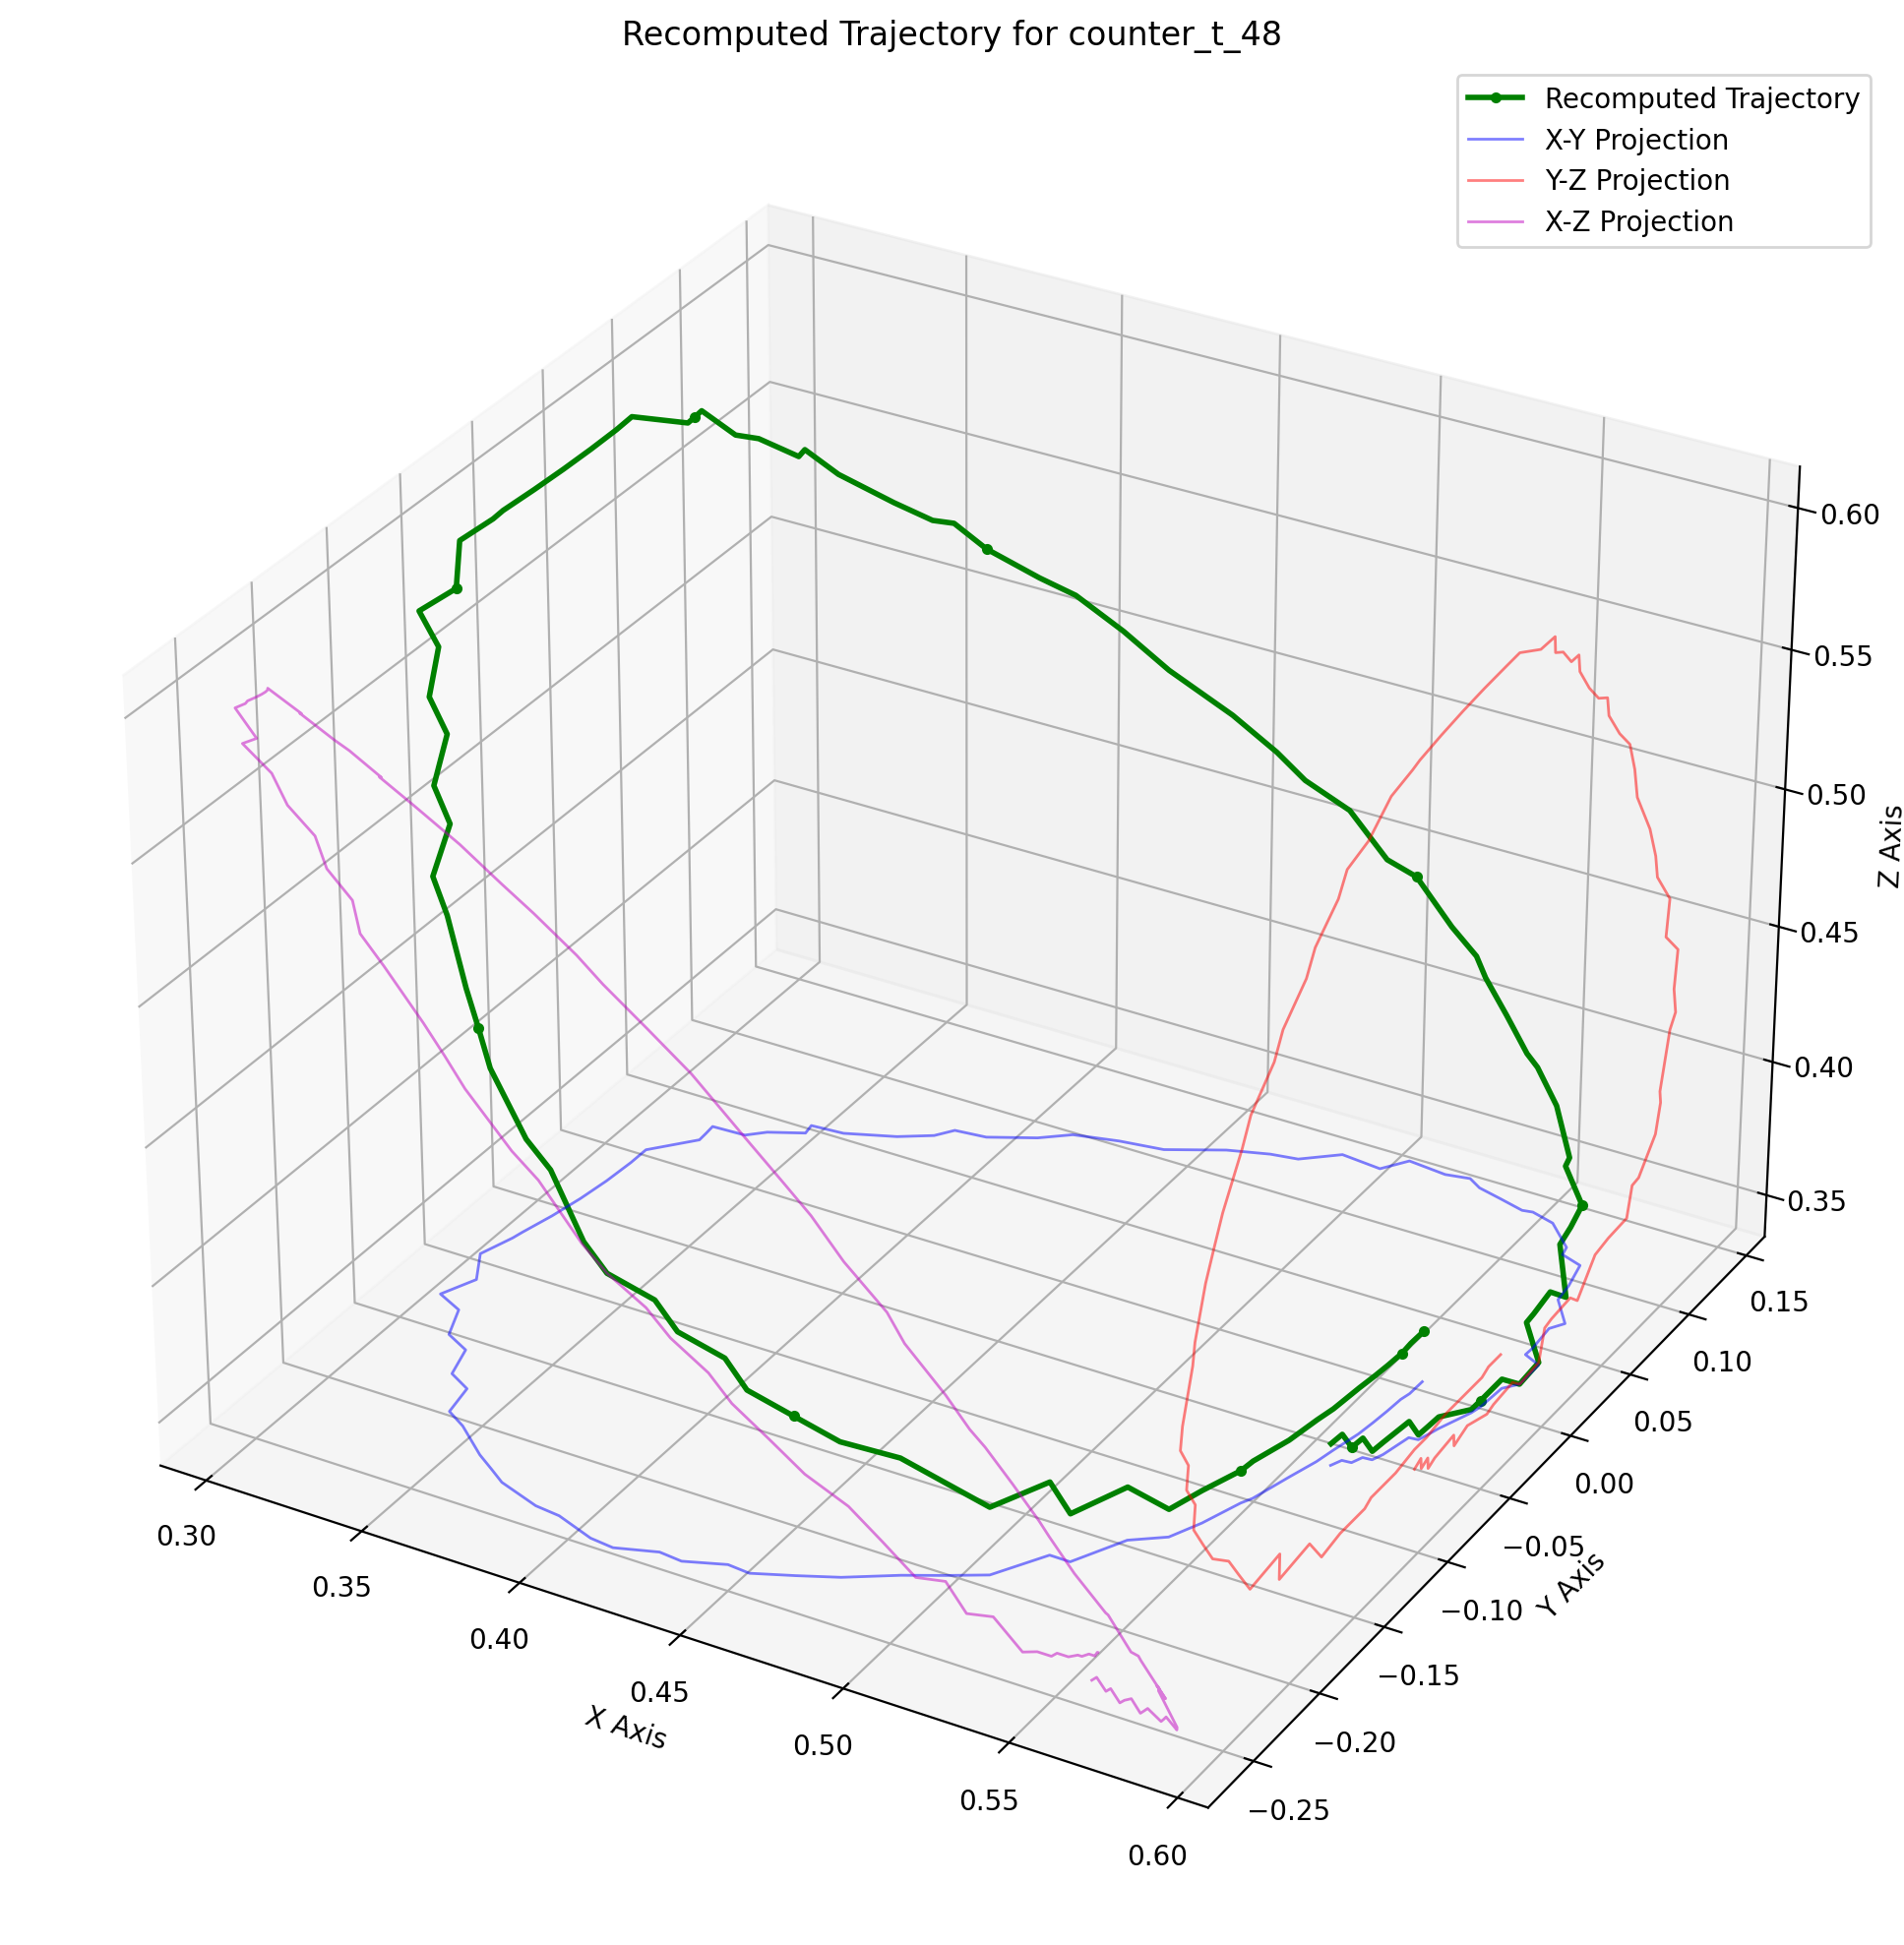 Recomputed Trajectory for counter_t_48
Recomputed Trajectory
X-Y Projection
Y-Z Projection
X-Z Projection
0.60
0.55
0.50
0.45
0.40
0.35
Z Axis
0.15
0.10
0.05
0.00
−0.05
−0.10
−0.15
−0.20
−0.25
Y Axis
0.30
0.35
0.40
0.45
0.50
0.55
0.60
X Axis